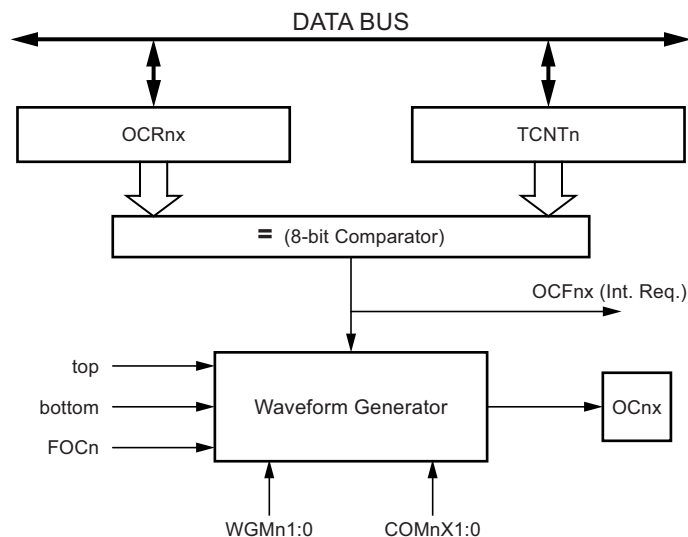 DATA BUS
OCRnx
TCNTn
= (8-bit Comparator)
OCFnx (Int. Req.)
top
bottom
FOCn
Waveform Generator
OCnx
WGMn1:0
COMnX1:0